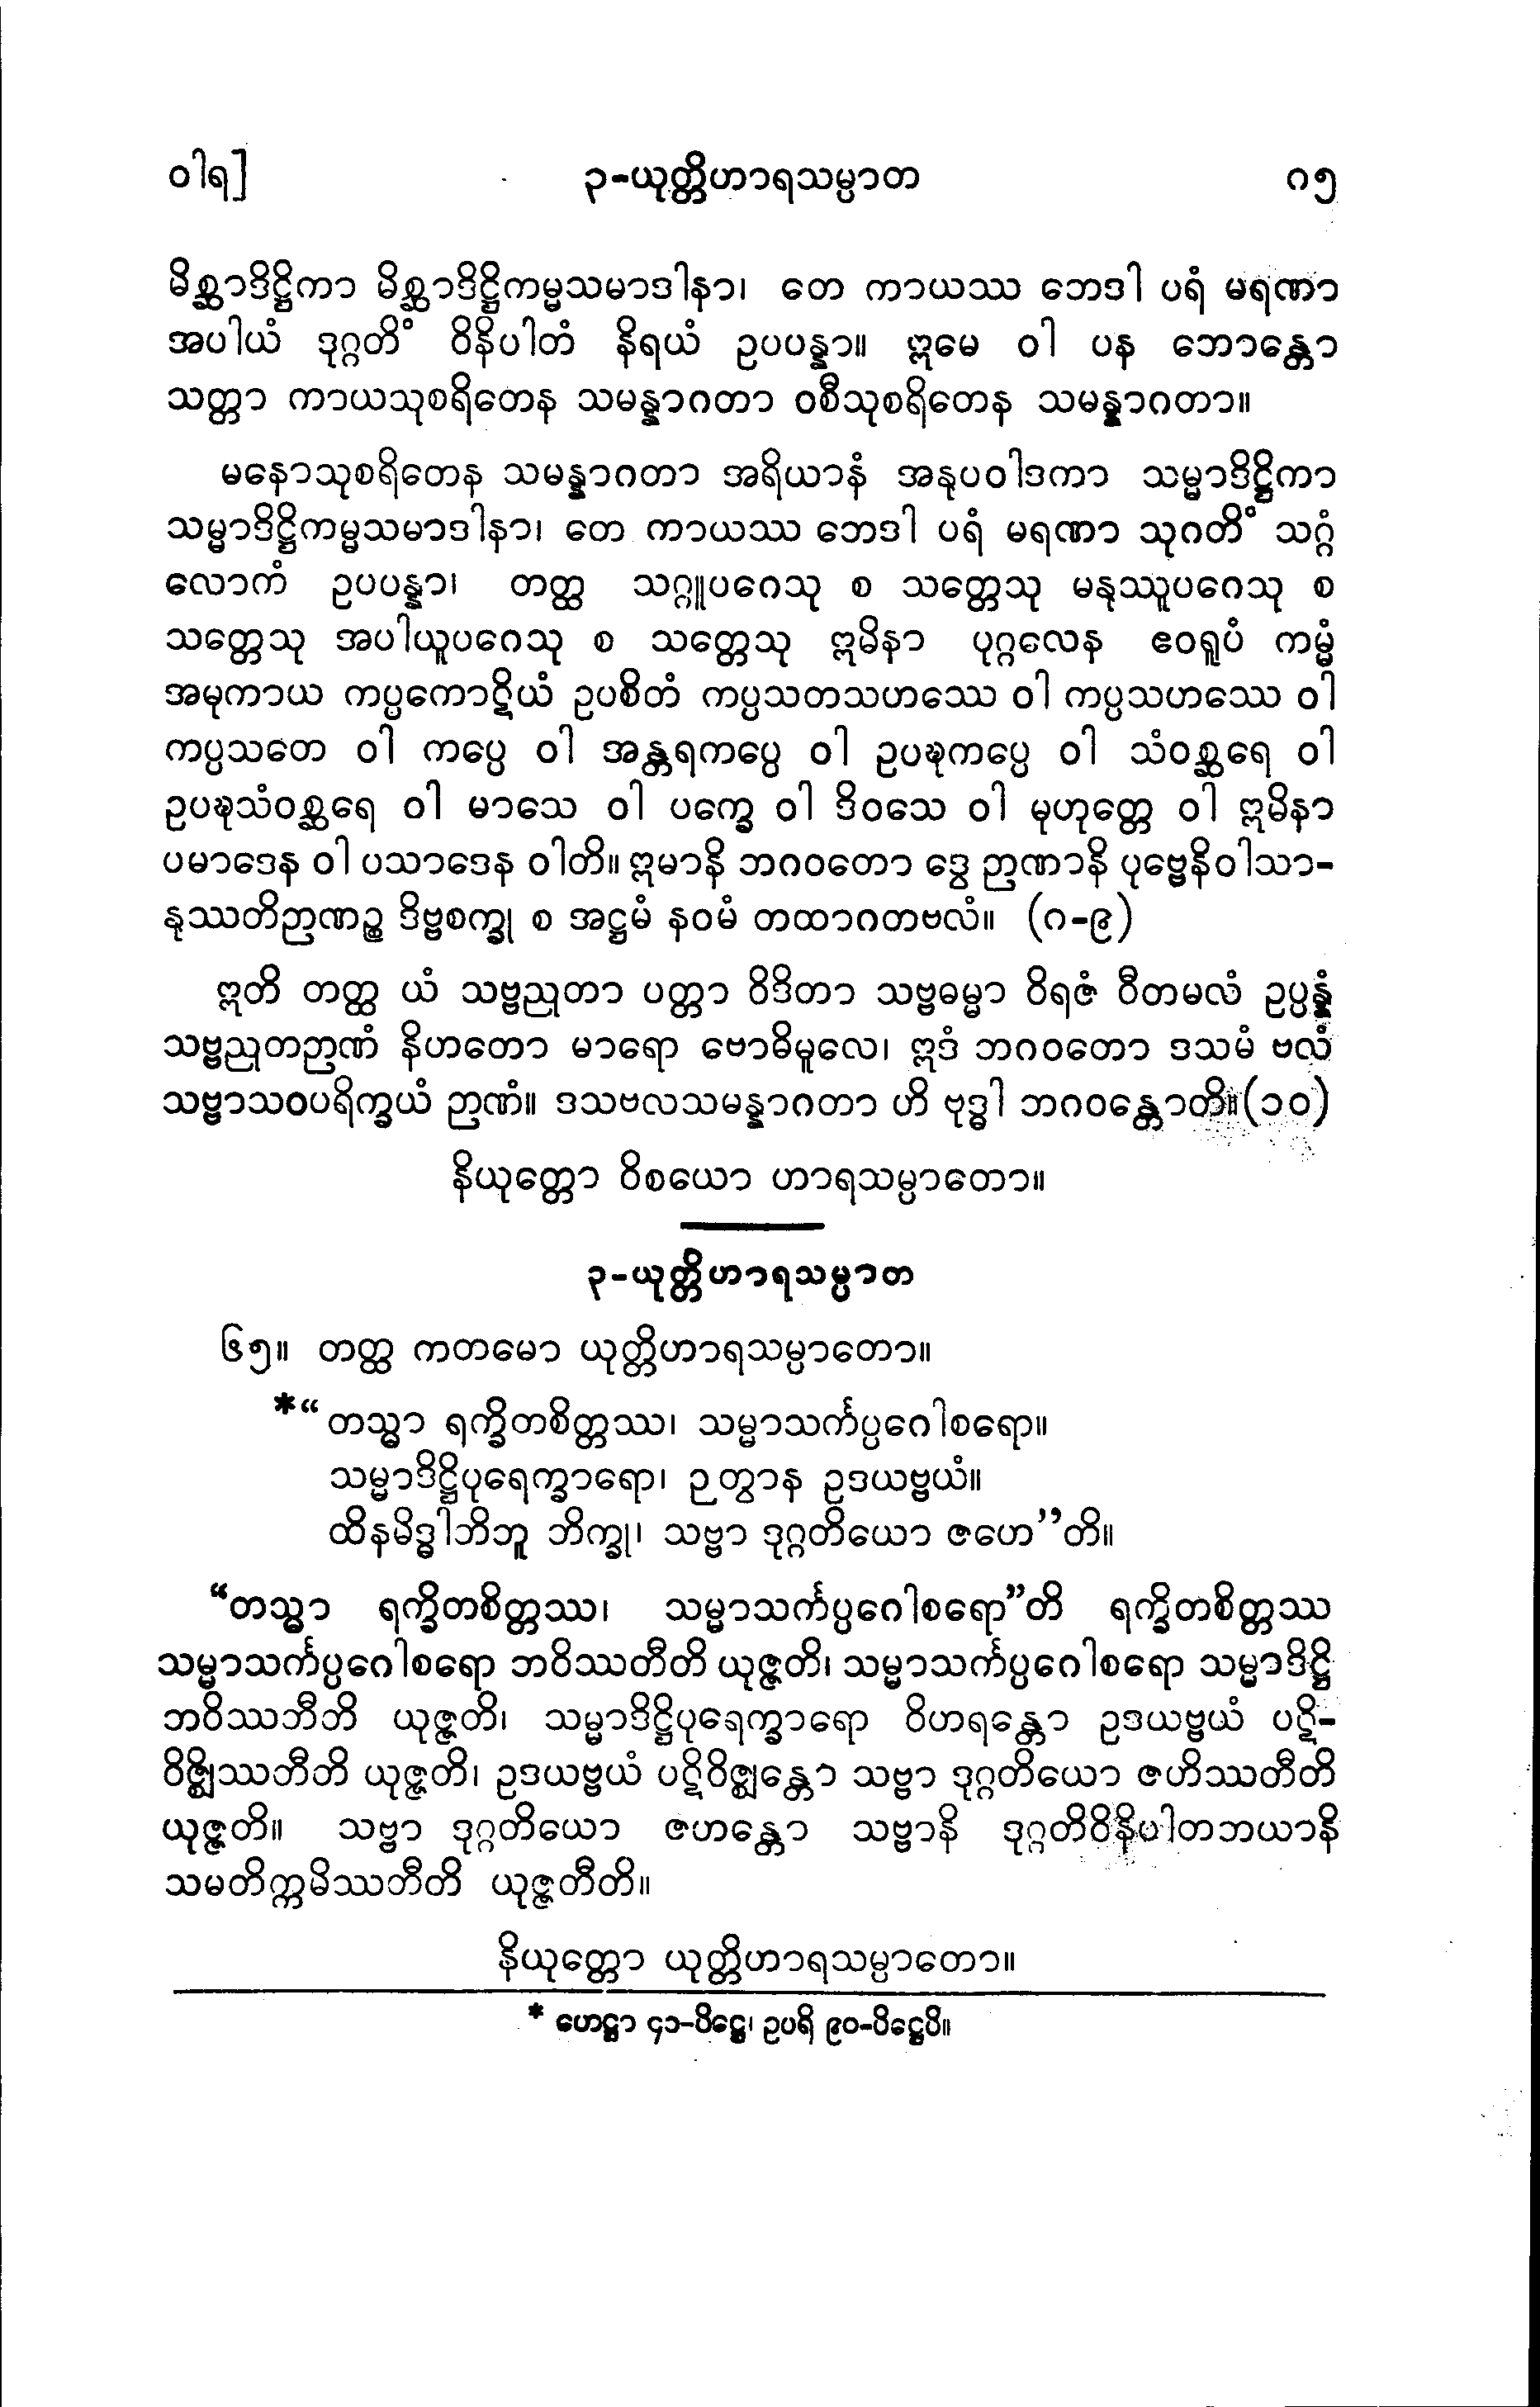 ဝါရ]
၃-ယုတ္တိဟာရသမ္ပာတ
၈၅
မိစ္ဆာဒိဋ္ဌိကာ မိစ္ဆာဒိဋ္ဌိကမ္မသမာဒါနာ၊ တေ ကာယဿ ဘေဒါ ပရံ မရဏာ
အပါယံ ဒုဂ္ဂတိံ ဝိနိပါတံ နိရယံ ဥပပန္နာ။ ဣမေ ဝါ ပန ဘောန္တော
သတ္တာ ကာယသုစရိတေန သမန္နာဂတာ ဝစီသုစရိတေန သမန္နာဂတာ။
မနောသုစရိတေန သမန္နာဂတာ အရိယာနံ အနုပဝါဒကာ သမ္မာဒိဋ္ဌိကာ
သမ္မာဒိဋ္ဌိကမ္မသမာဒါနာ၊ တေ ကာယဿ ဘေဒါ ပရံ မရဏာ သုဂတိံ သဂ္ဂံ
လောကံ ဥပပန္နာ၊ တတ္ထ သဂ္ဂူပဂေသု စ သတ္တေသု မနုဿူပဂေသု စ
သတ္တေသု အပါယူပဂေသု စ သတ္တေသု ဣမိနာ ပုဂ္ဂလေန ဧဝရူပံ ကမ္မံ
အမုကာယ ကပ္ပကောဋိယံ ဥပစိတံ ကပ္ပသတသဟဿေ ဝါ ကပ္ပသဟဿေ ဝါ
ကပ္ပသတေ ဝါ ကပ္ပေ ဝါ အန္တရကပ္ပေ ဝါ ဥပဍ္ဎကပ္ပေ ဝါ သံဝစ္ဆရေ ဝါ
ဥပဍ္ဎသံဝစ္ဆရေ ဝါ မာသေ ဝါ ပက္ခေ ဝါ ဒိဝသေ ဝါ မုဟုတ္တေ ဝါ ဣမိနာ
ပမာဒေန ဝါ ပသာဒေန ဝါတိ။ ဣမာနိ ဘဂဝတော ဒွေ ဉာဏာနိ ပုဗ္ဗေနိဝါသာ-
နုဿတိဉာဏဉ္စ ဒိဗ္ဗစက္ခု စ အဋ္ဌမံ နဝမံ တထာဂတဗလံ။ (၈-၉)
ဣတိ တတ္ထ ယံ သဗ္ဗညုတာ ပတ္တာ ဝိဒိတာ သဗ္ဗဓမ္မာ ဝိရဇံ ဝီတမလံ ဥပ္ပန္နံ
သဗ္ဗညုတဉာဏံ နိဟတော မာရော ဗောဓိမူလေ၊ ဣဒံ ဘဂဝတော ဒသမံ ဗလံ
သဗ္ဗာသဝပရိက္ခယံ ဉာဏံ။ ဒသဗလသမန္နာဂတာ ဟိ ဗုဒ္ဓါ ဘဂဝန္တောတိ။(၁၀)
နိယုတ္တော ဝိစယော ဟာရသမ္ပာတော။
၃-ယုတ္တိဟာရသမ္ပာတ
၆၅။ တတ္ထ ကတမော ယုတ္တိဟာရသမ္ပာတော။
*“တသ္မာ ရက္ခိတစိတ္တဿ၊ သမ္မာသင်္ကပ္ပဂေါစရော။
သမ္မာဒိဋ္ဌိပုရေက္ခာရော၊ ဉတွာန ဥဒယဗ္ဗယံ။
ထိနမိဒ္ဓါဘိဘူ ဘိက္ခု၊ သဗ္ဗာ ဒုဂ္ဂတိယော ဇဟေ”တိ။
“တသ္မာ ရက္ခိတစိတ္တဿ၊ သမ္မာသင်္ကပ္ပဂေါစရော”တိ ရက္ခိတစိတ္တဿ
သမ္မာသင်္ကပ္ပဂေါစရော ဘဝိဿတီတိ ယုဇ္ဇတိ၊ သမ္မာသင်္ကပ္ပဂေါစရော သမ္မာဒိဋ္ဌိ
ဘဝိဿတီတိ ယုဇ္ဇတိ၊ သမ္မာဒိဋ္ဌိပုရေက္ခာရော ဝိဟရန္တော ဥဒယဗ္ဗယံ ပဋိ-
ဝိဇ္ဈိဿတီတိ ယုဇ္ဇတိ၊ ဥဒယဗ္ဗယံ ပဋိဝိဇ္ဈန္တော သဗ္ဗာ ဒုဂ္ဂတိယော ဇဟိဿတီတိ
ယုဇ္ဇတိ။ သဗ္ဗာ ဒုဂ္ဂတိယော ဇဟန္တော သဗ္ဗာနိ ဒုဂ္ဂတိဝိနိပါတဘယာနိ
သမတိက္ကမိဿတီတိ ယုဇ္ဇတီတိ။
နိယုတ္တော ယုတ္တိဟာရသမ္ပာတော။
* ဟေဋ္ဌာ ၄၁-ပိဋ္ဌေ၊ ဥပရိ ၉၀-ပိဋ္ဌေပိ။